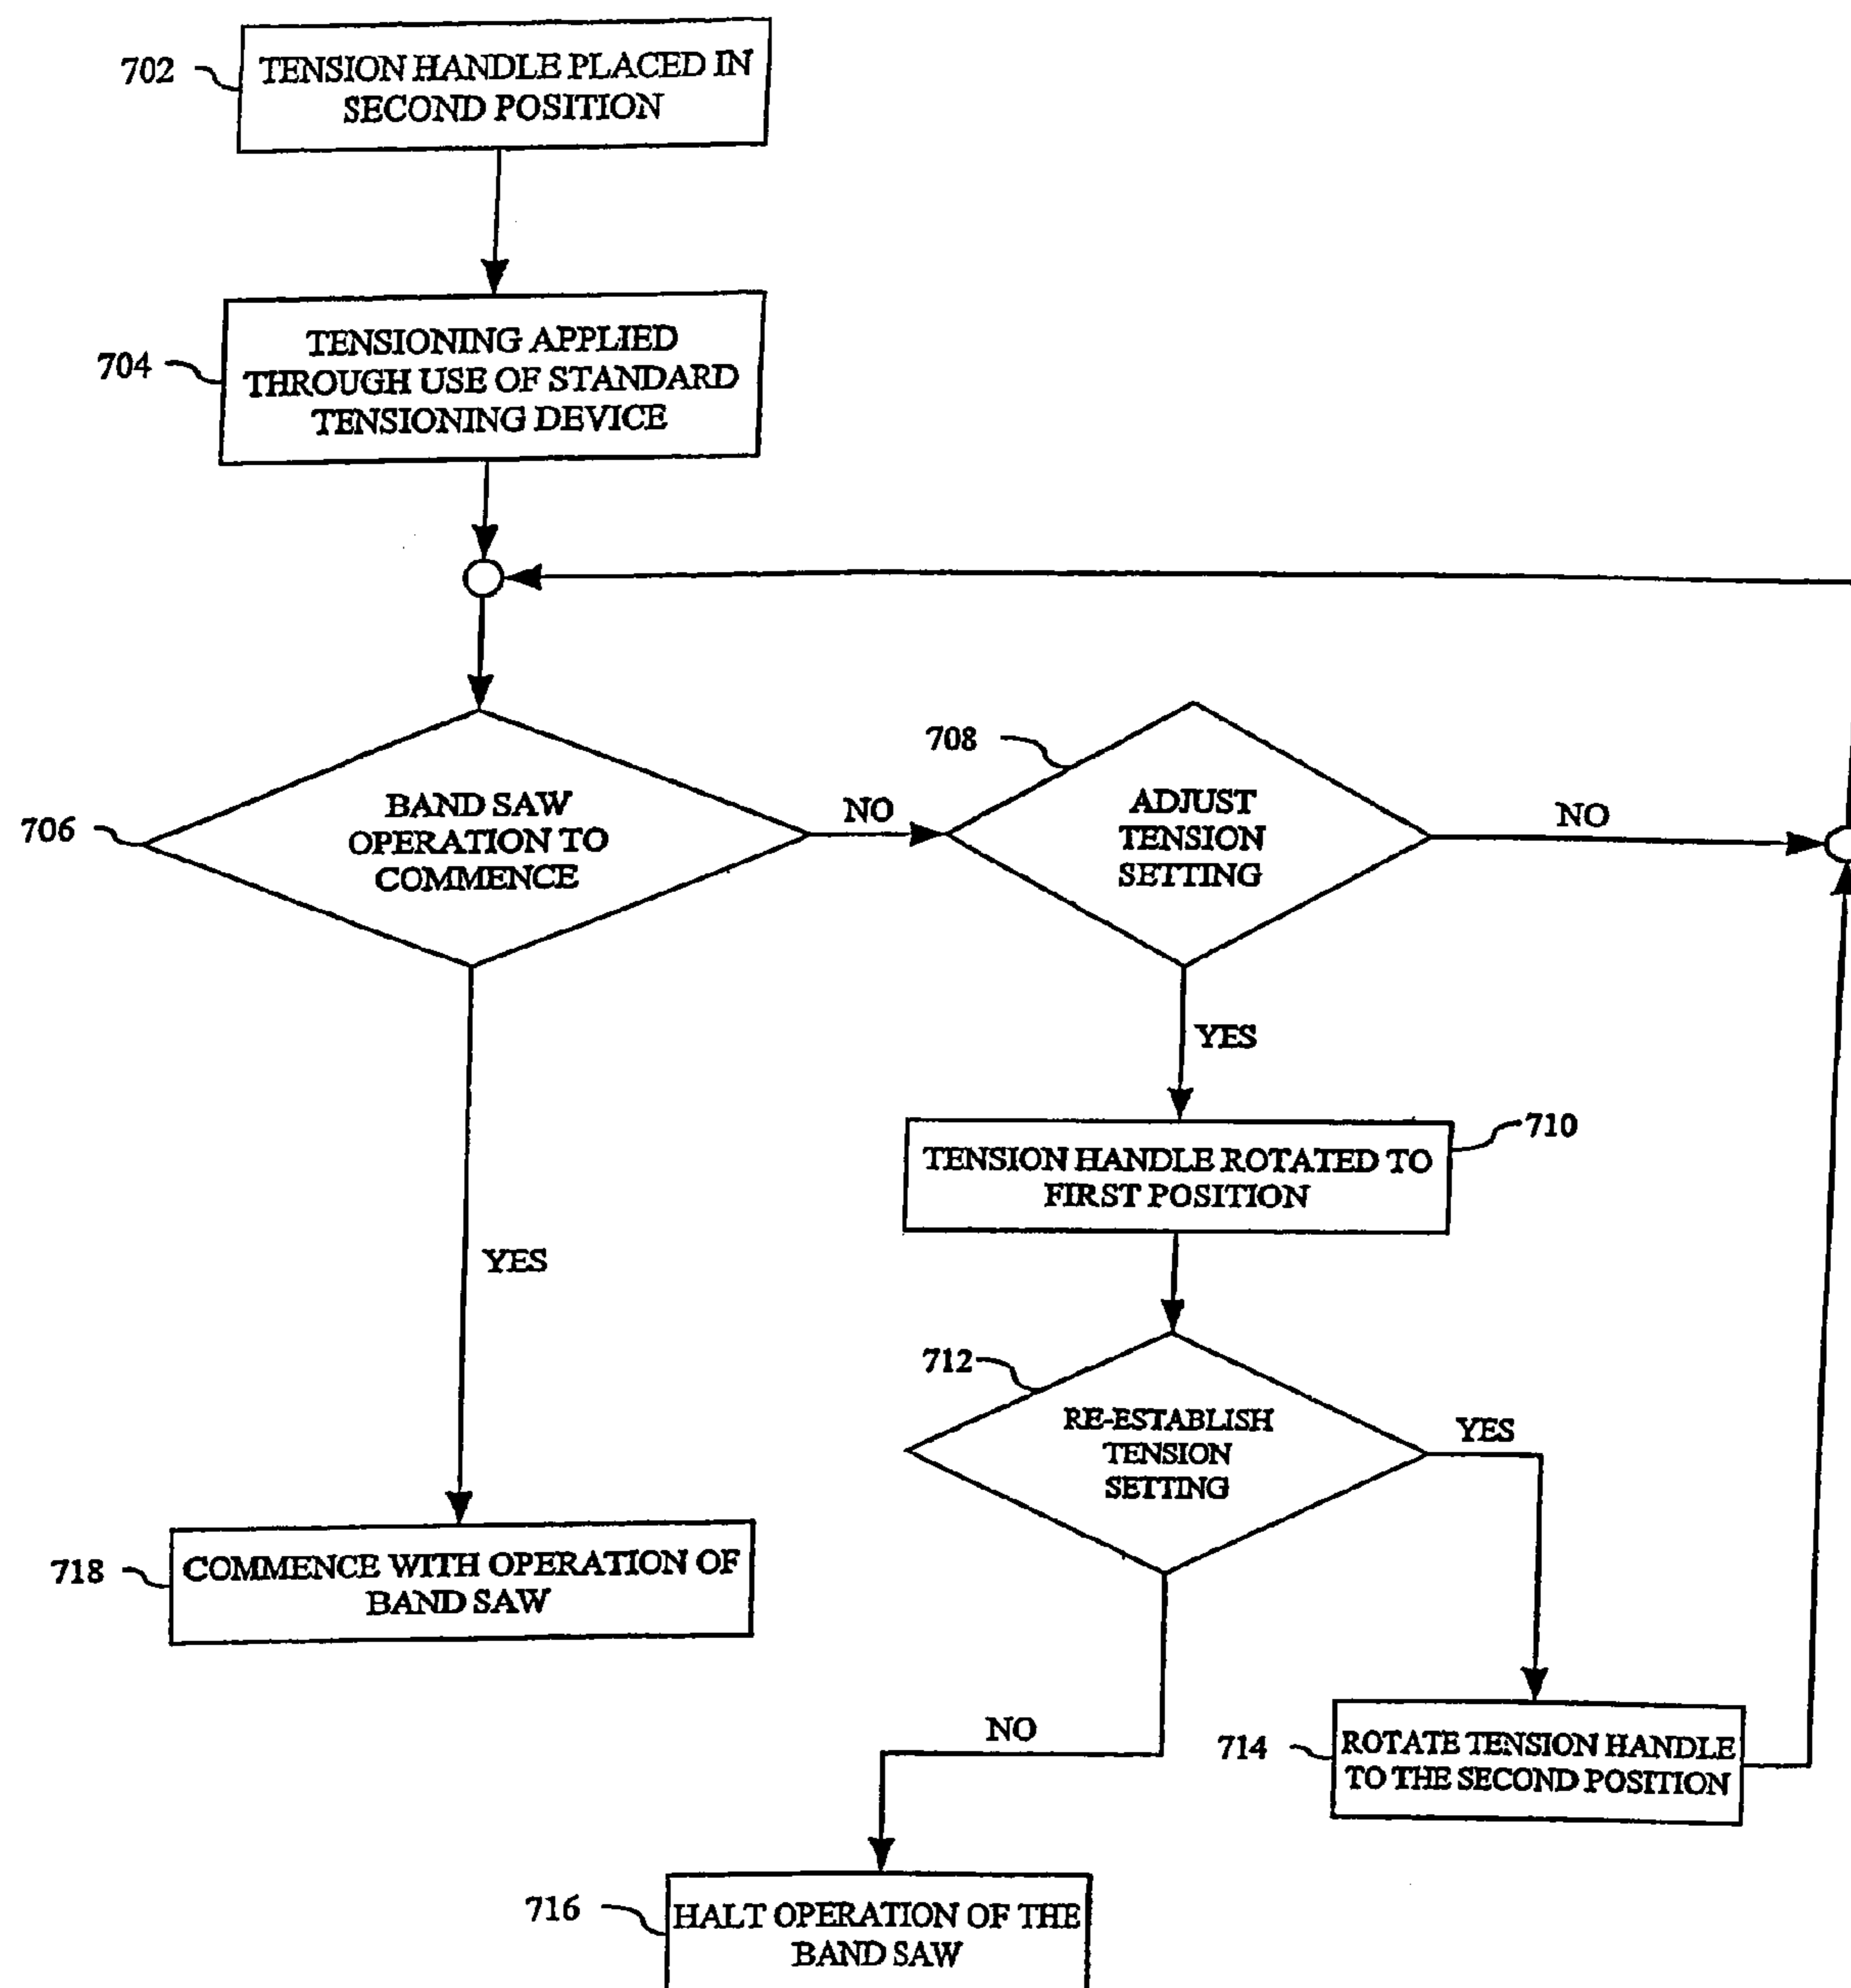 702
TENSION HANDLE PLACED IN
SECOND POSITION
704
TENSIONING APPLIED
THROUGH USE OF STANDARD
TENSIONING DEVICE
706
BAND SAW
OPERATION TO
COMMENCE
NO
708
ADJUST
TENSION
SETTING
NO
YES
YES
710
TENSION HANDLE ROTATED TO
FIRST POSITION
712
RE-ESTABLISH
TENSION
SETTING
YES
NO
714
ROTATE TENSION HANDLE
TO THE SECOND POSITION
716
HALT OPERATION OF THE
BAND SAW
718
COMMENCE WITH OPERATION OF
BAND SAW